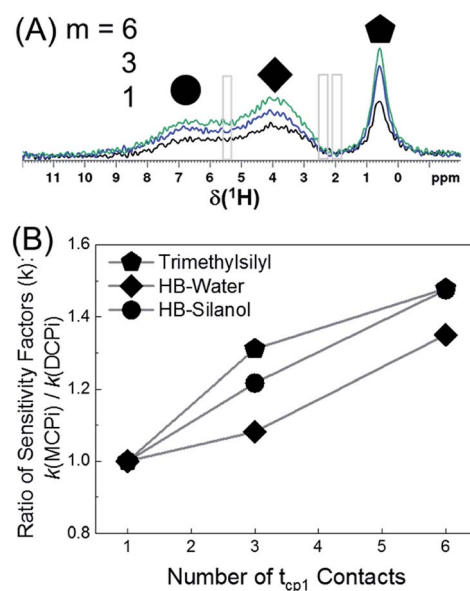 (A) m = 6
3
1
11 10 9 8 7 6 5 4 3 2 1 0 ppm
δ(¹H)
(B)
1.6
Trimethylsilyl
HB-Water
HB-Silanol
1.4
1.2
1.0
0.8
Ratio of Sensitivity Factors (k):
k(MCPi) / k(DCPi)
1 2 3 4 5 6
Number of t_cp1 Contacts